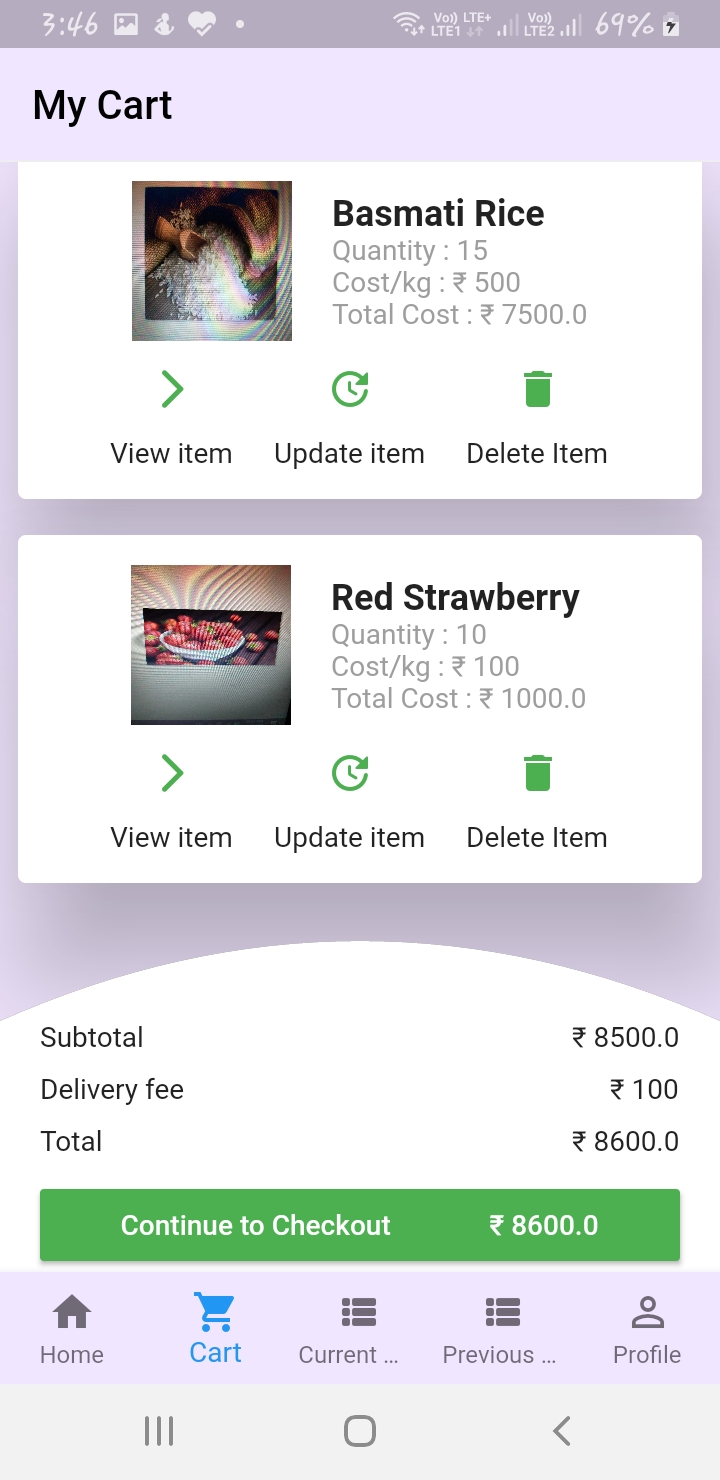 3:46
Vo)) LTE+
LTE1
Vo))
LTE2
69%
My Cart
Basmati Rice
Quantity : 15
Cost/kg : ₹ 500
Total Cost : ₹ 7500.0
View item Update item Delete Item
Red Strawberry
Quantity : 10
Cost/kg : ₹ 100
Total Cost : ₹ 1000.0
View item Update item Delete Item
Subtotal ₹ 8500.0
Delivery fee ₹ 100
Total ₹ 8600.0
Continue to Checkout ₹ 8600.0
Home Cart Current ... Previous ... Profile